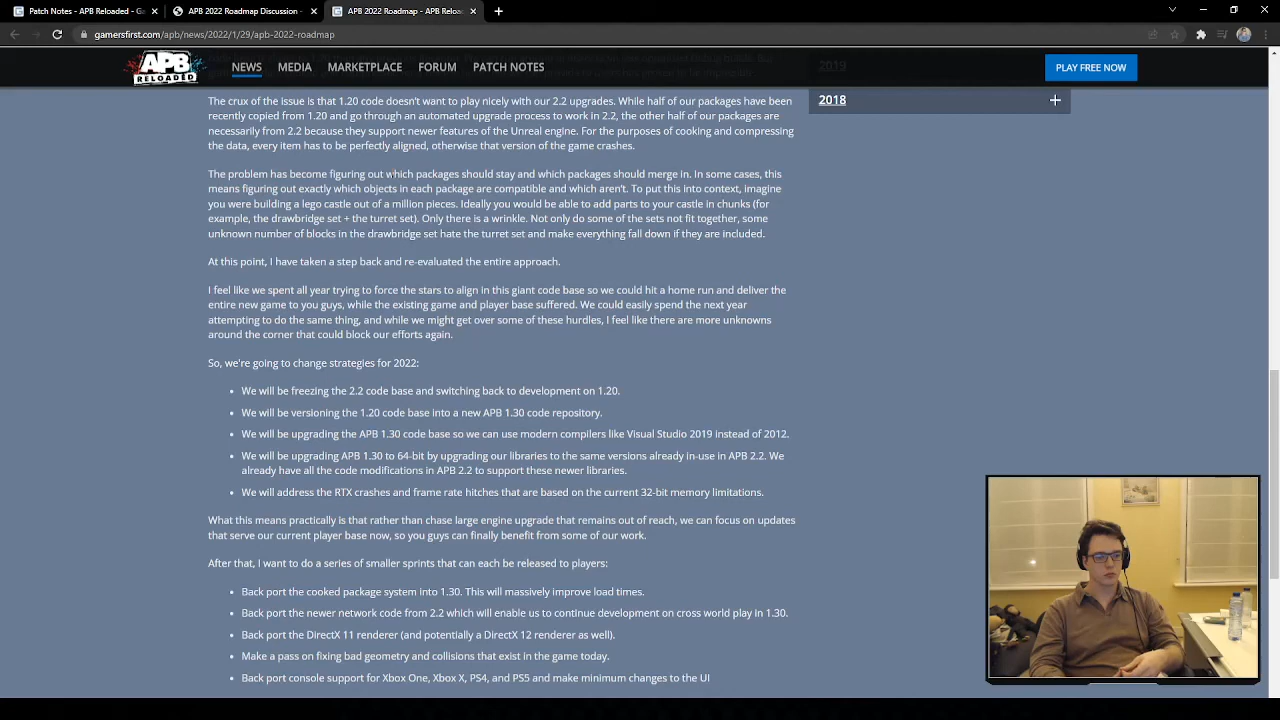 Patch Notes - APB Reloaded - Ga
APB 2022 Roadmap Discussion -
APB 2022 Roadmap - APB Reload
gamersfirst.com/apb/news/2022/1/29/apb-2022-roadmap
APB
RELOADED
NEWS
MEDIA
MARKETPLACE
FORUM
PATCH NOTES
PLAY FREE NOW
2019
2018
The crux of the issue is that 1.20 code doesn't want to play nicely with our 2.2 upgrades. While half of our packages have been
recently copied from 1.20 and go through an automated upgrade process to work in 2.2, the other half of our packages are
necessarily from 2.2 because they support newer features of the Unreal engine. For the purposes of cooking and compressing
the data, every item has to be perfectly aligned, otherwise that version of the game crashes.
The problem has become figuring out which packages should stay and which packages should merge in. In some cases, this
means figuring out exactly which objects in each package are compatible and which aren't. To put this into context, imagine
you were building a lego castle out of a million pieces. Ideally you would be able to add parts to your castle in chunks (for
example, the drawbridge set + the turret set). Only there is a wrinkle. Not only do some of the sets not fit together, some
unknown number of blocks in the drawbridge set hate the turret set and make everything fall down if they are included.
At this point, I have taken a step back and re-evaluated the entire approach.
I feel like we spent all year trying to force the stars to align in this giant code base so we could hit a home run and deliver the
entire new game to you guys, while the existing game and player base suffered. We could easily spend the next year
attempting to do the same thing, and while we might get over some of these hurdles, I feel like there are more unknowns
around the corner that could block our efforts again.
So, we're going to change strategies for 2022:
• We will be freezing the 2.2 code base and switching back to development on 1.20.
• We will be versioning the 1.20 code base into a new APB 1.30 code repository.
• We will be upgrading the APB 1.30 code base so we can use modern compilers like Visual Studio 2019 instead of 2012.
• We will be upgrading APB 1.30 to 64-bit by upgrading our libraries to the same versions already in-use in APB 2.2. We
already have all the code modifications in APB 2.2 to support these newer libraries.
• We will address the RTX crashes and frame rate hitches that are based on the current 32-bit memory limitations.
What this means practically is that rather than chase large engine upgrade that remains out of reach, we can focus on updates
that serve our current player base now, so you guys can finally benefit from some of our work.
After that, I want to do a series of smaller sprints that can each be released to players:
• Back port the cooked package system into 1.30. This will massively improve load times.
• Back port the newer network code from 2.2 which will enable us to continue development on cross world play in 1.30.
• Back port the DirectX 11 renderer (and potentially a DirectX 12 renderer as well).
• Make a pass on fixing bad geometry and collisions that exist in the game today.
• Back port console support for Xbox One, Xbox X, PS4, and PS5 and make minimum changes to the UI